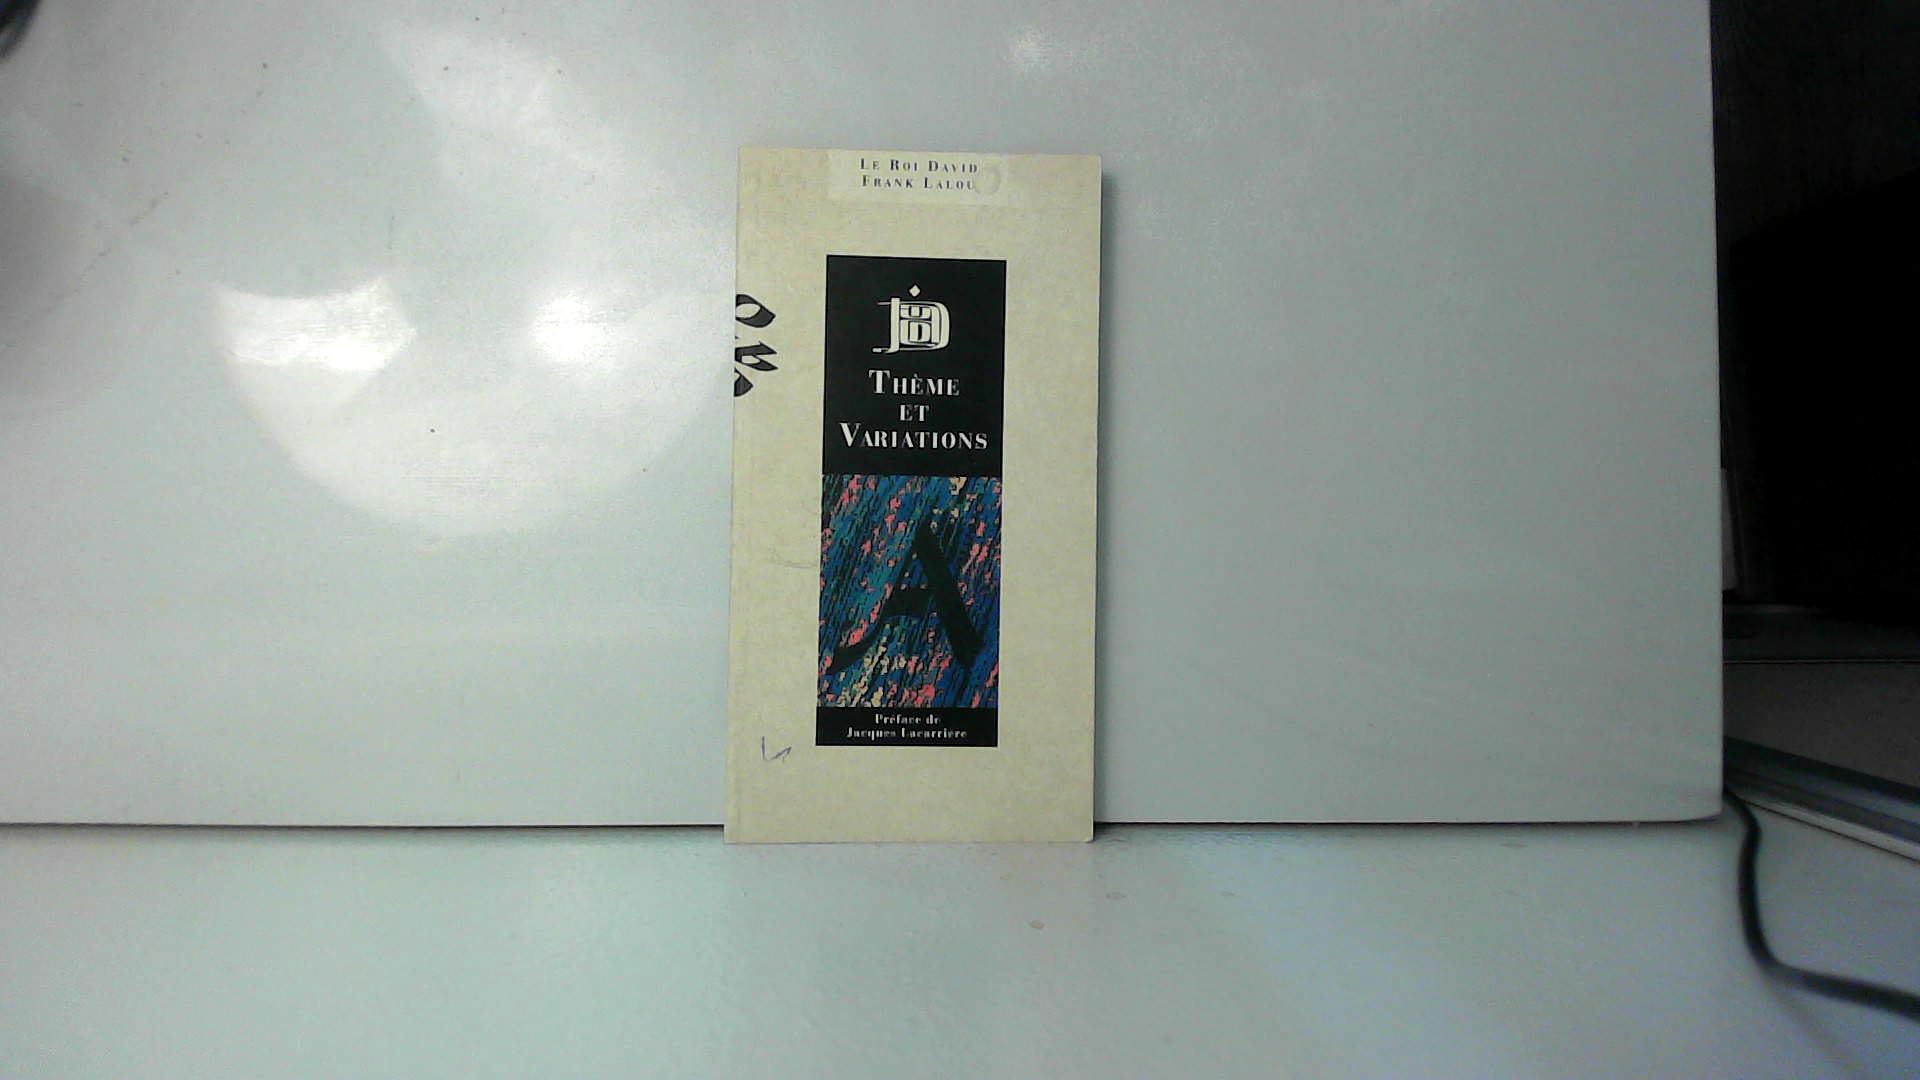 LE ROI DAVID
FRANK LALOU
THÈME
ET
VARIATIONS
A
Préface de
Jacques Lacarrière